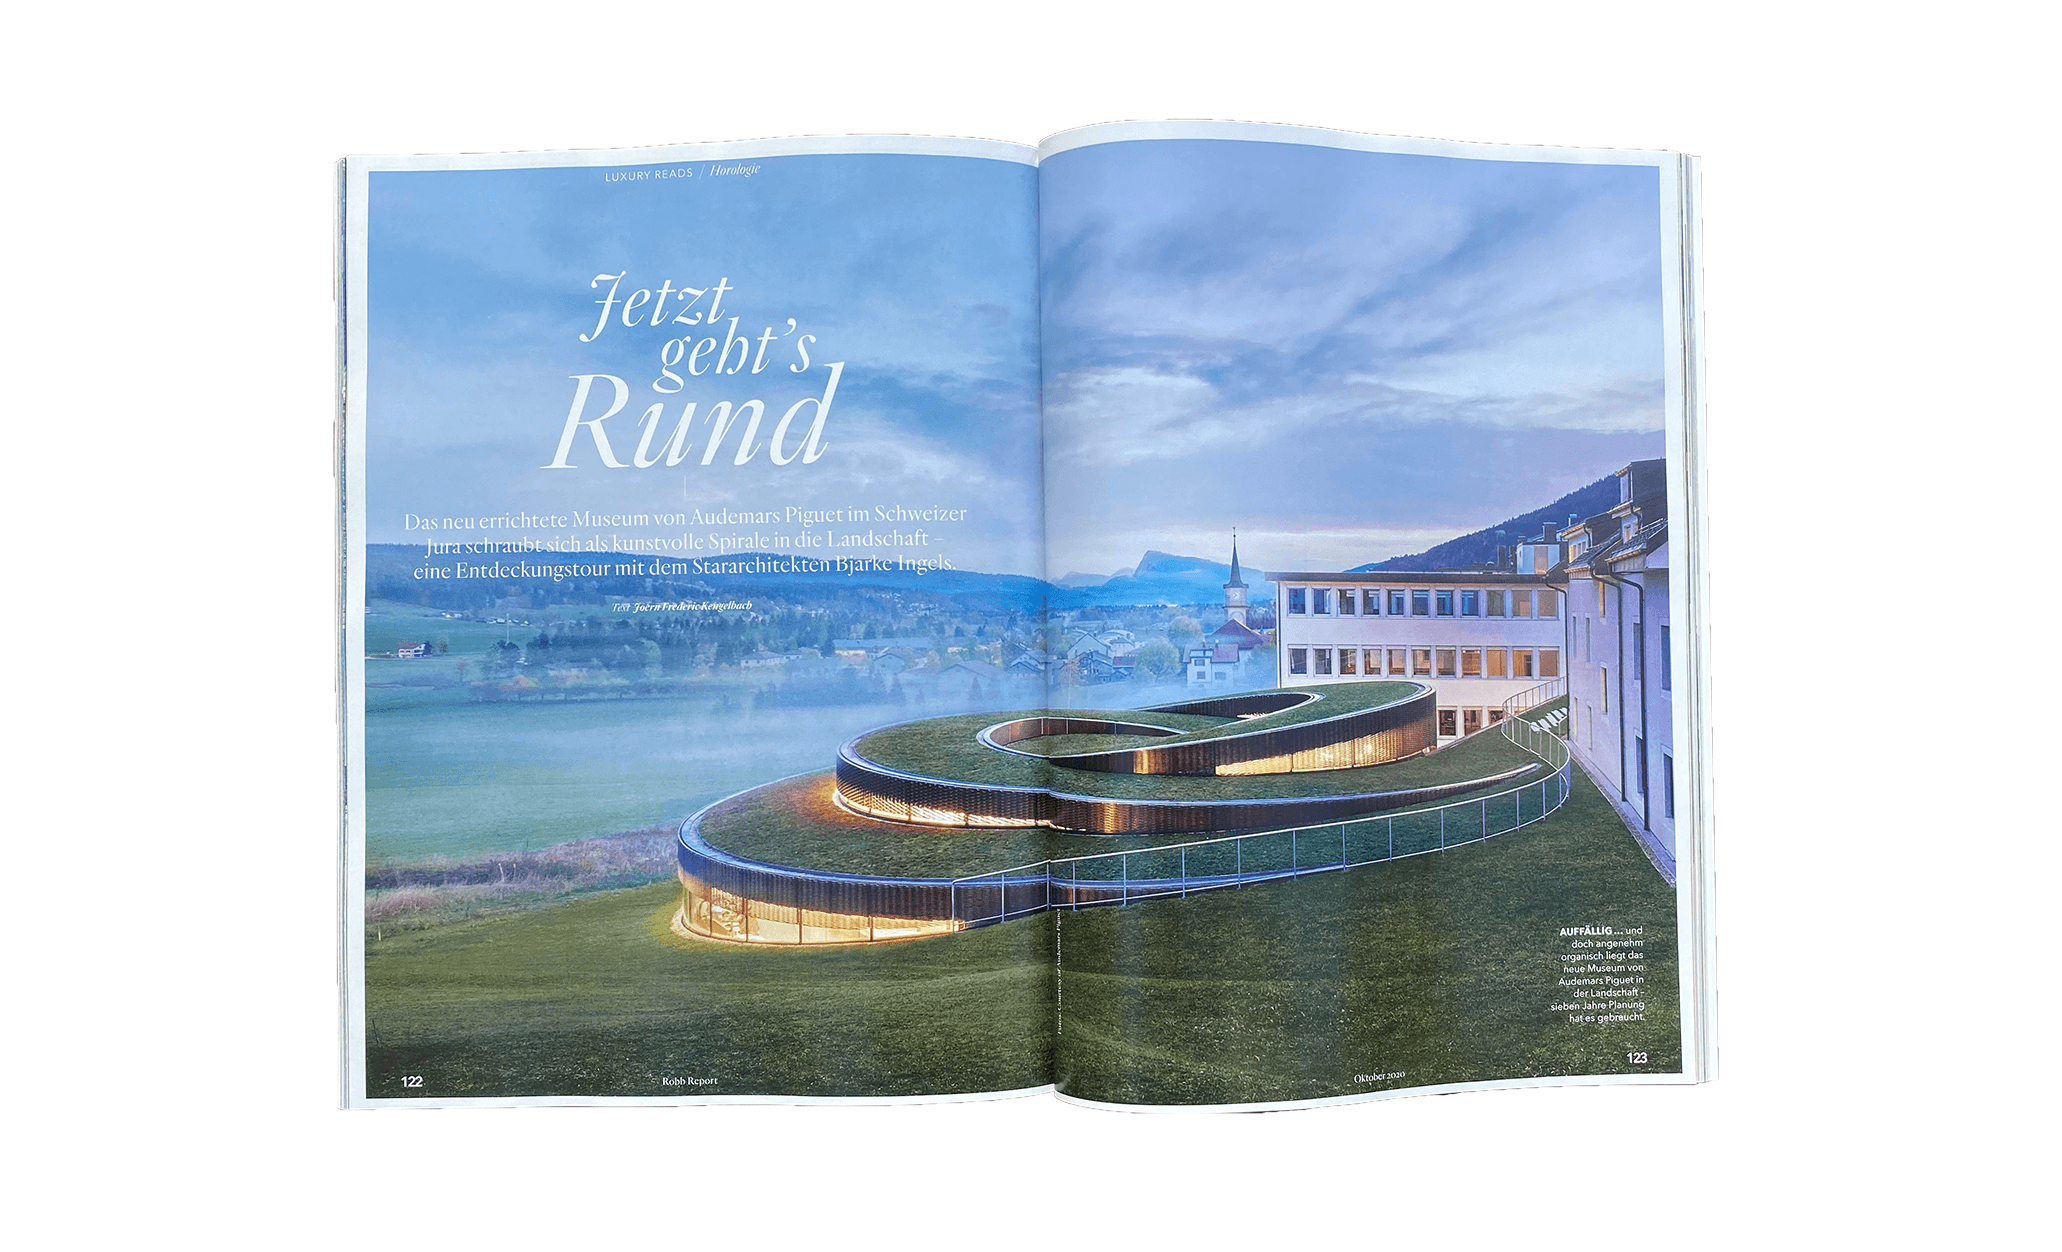 LUXURY READS / Horologie
Jetzt
geht's
Rund
Das neu errichtete Museum von Audemars Piguet im Schweizer
Jura schraubt sich als kunstvolle Spirale in die Landschaft –
eine Entdeckungstour mit dem Stararchitekten Bjarke Ingels.
Text Joern Frederic Kengelbach
122
Robb Report
Courtesy of Audemars Piguet
AUFFÄLLIG ... und
doch angenehm
organisch liegt das
neue Museum von
Audemars Piguet in
der Landschaft –
sieben Jahre Planung
hat es gebraucht.
Oktober 2020
123